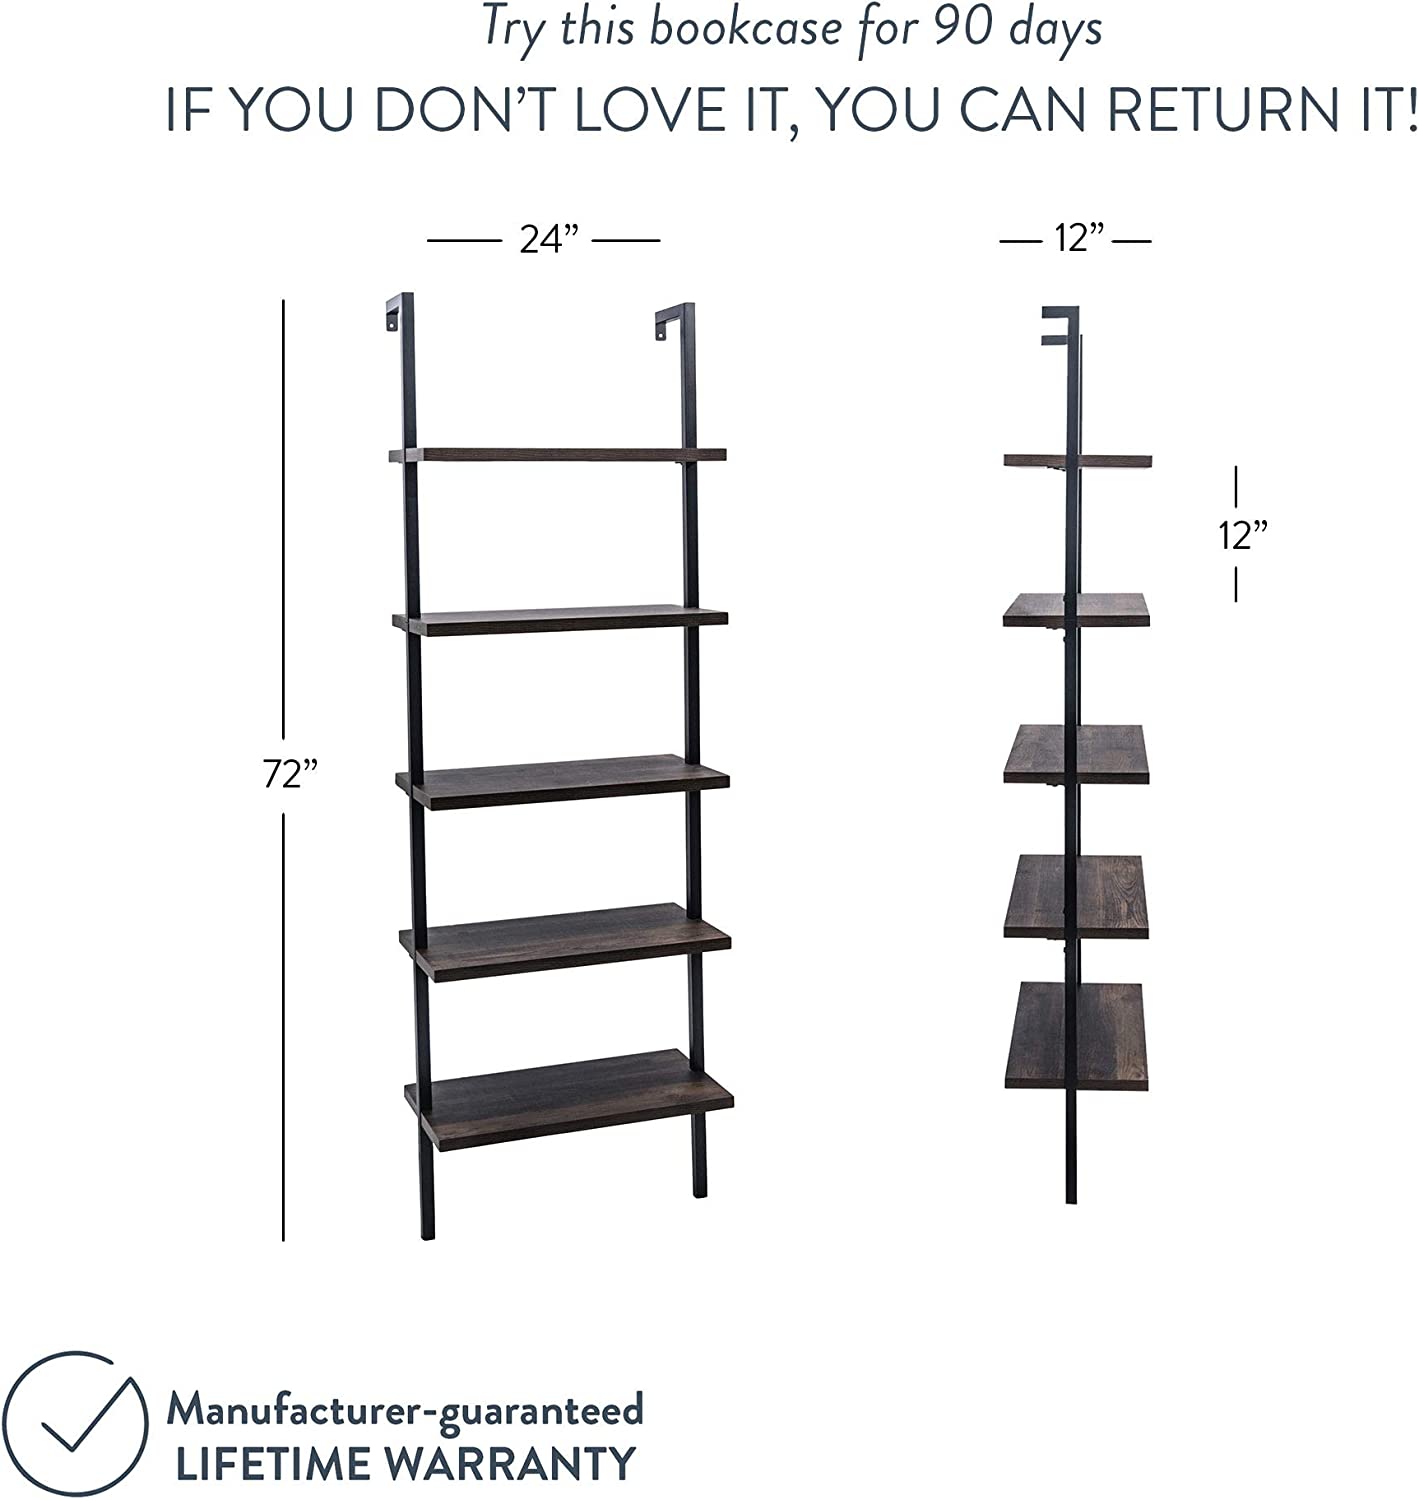 Try this bookcase for 90 days
IF YOU DON’T LOVE IT, YOU CAN RETURN IT!
24”
12”
12”
72”
Manufacturer-guaranteed
LIFETIME WARRANTY